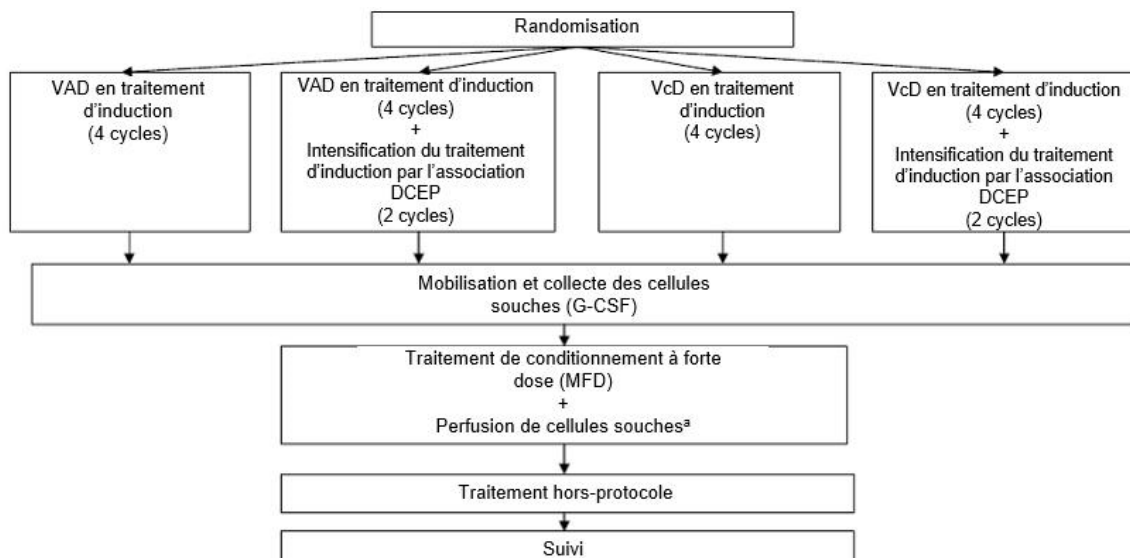 Randomisation
VAD en traitement
d'induction
(4 cycles)
VAD en traitement d'induction
(4 cycles)
+
Intensification du traitement
d'induction par l'association
DCEP
(2 cycles)
VcD en traitement
d'induction
(4 cycles)
VcD en traitement d'induction
(4 cycles)
+
Intensification du traitement
d'induction par l'association
DCEP
(2 cycles)
Mobilisation et collecte des cellules
souches (G-CSF)
Traitement de conditionnement à forte
dose (MFD)
+
Perfusion de cellules souchesª
Traitement hors-protocole
Suivi